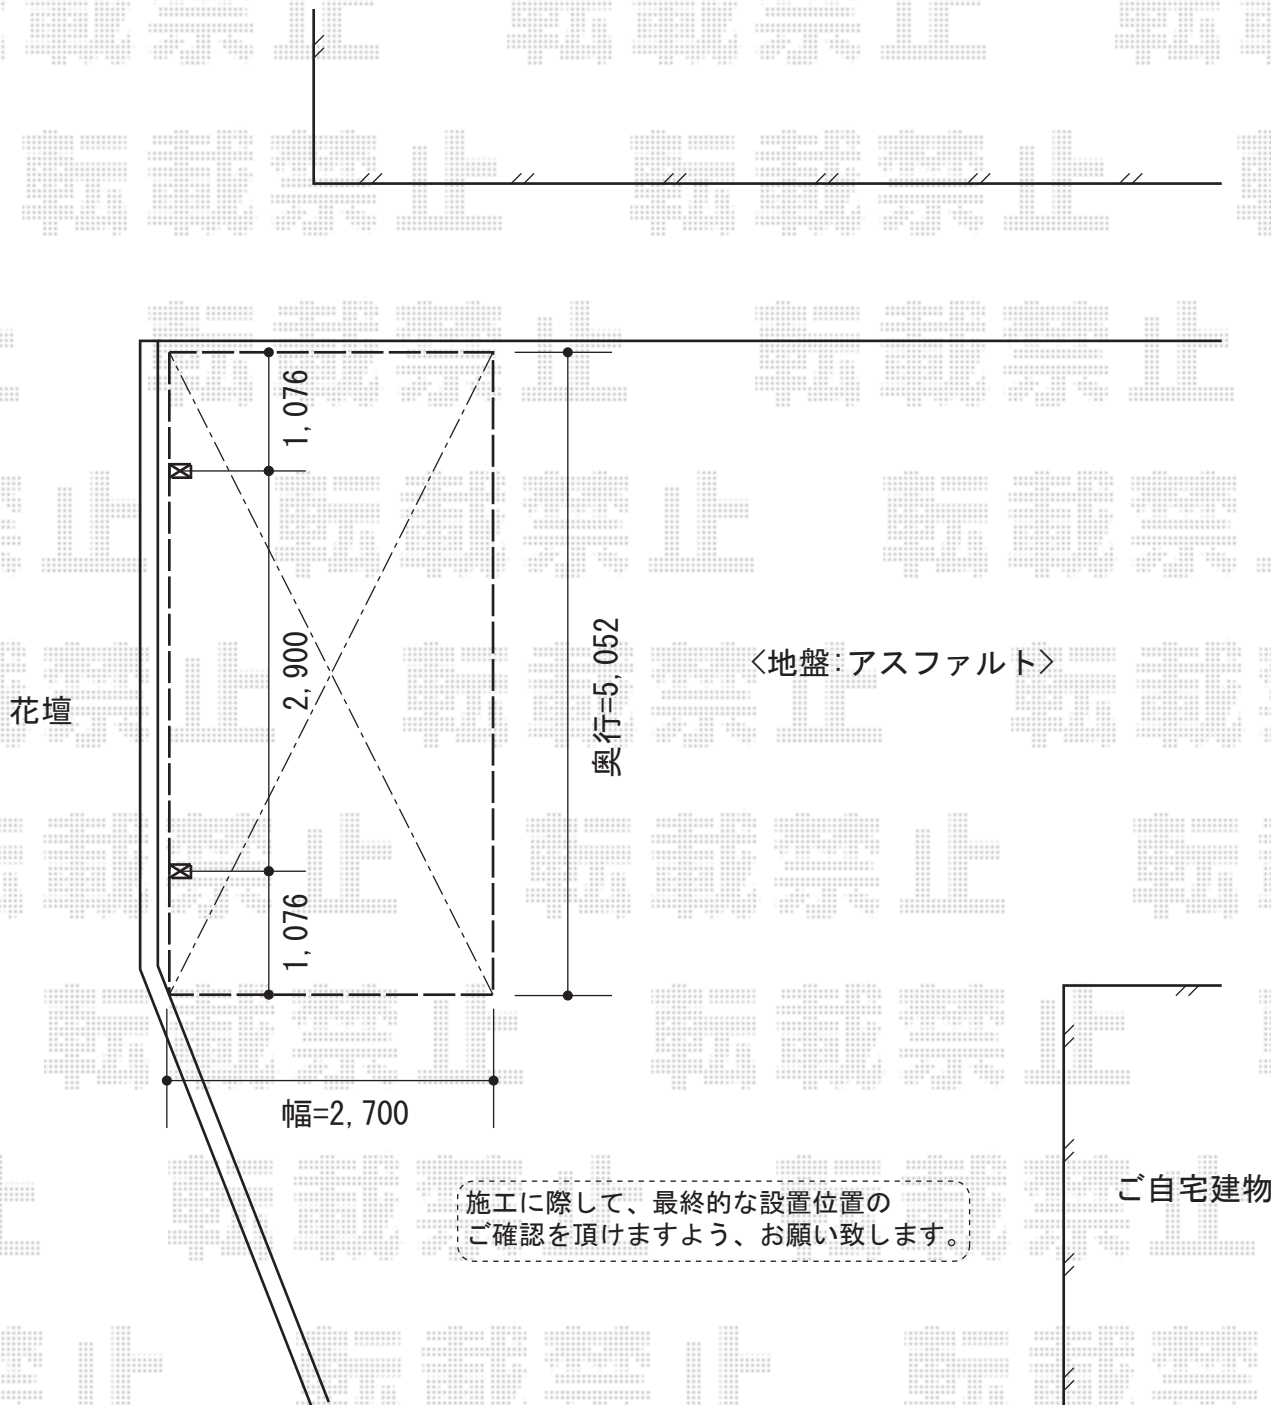 転載禁止
1,076
2,900
1,076
奥行=5,052
<地盤:アスファルト>
花壇
幅=2,700
施工に際して、最終的な設置位置の
ご確認を頂けますよう、お願い致します。
ご自宅建物